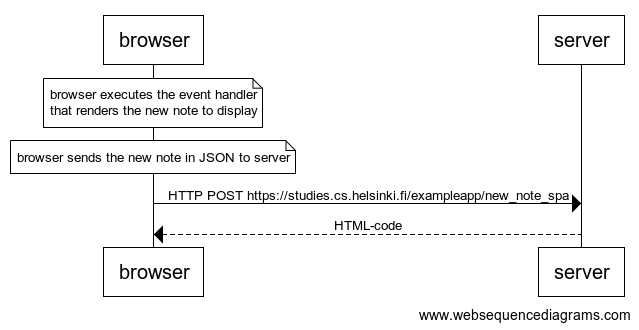 browser
server
browser executes the event handler
that renders the new note to display
browser sends the new note in JSON to server
HTTP POST https://studies.cs.helsinki.fi/exampleapp/new_note_spa
HTML-code
browser
server
www.websequencediagrams.com